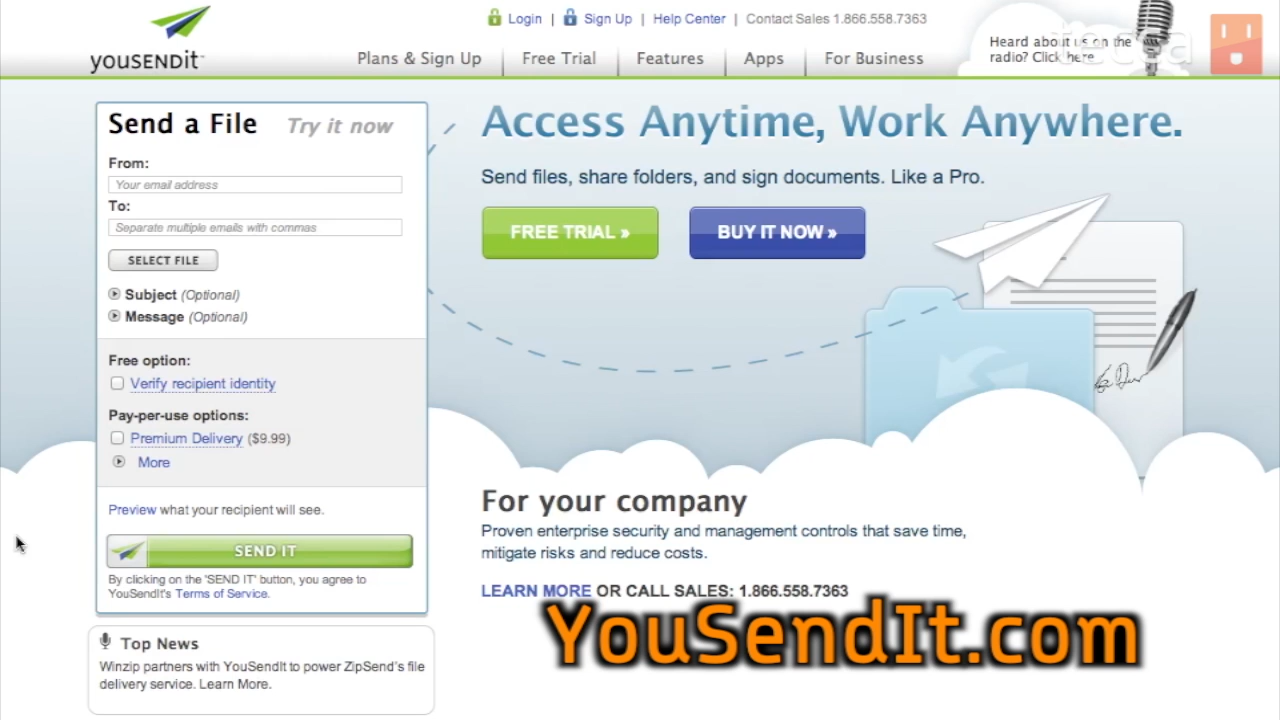 Login | Sign Up | Help Center | Contact Sales 1.866.558.7363
YOUSENDIT™
Plans & Sign Up
Free Trial
Features
Apps
For Business
Heard about us on the
radio? Click here.
tecca
Send a File
Try it now
From:
Your email address
To:
Separate multiple emails with commas
SELECT FILE
Subject (Optional)
Message (Optional)
Free option:
Verify recipient identity
Pay-per-use options:
Premium Delivery ($9.99)
More
Preview what your recipient will see.
SEND IT
By clicking on the 'SEND IT' button, you agree to
YouSendIt's Terms of Service.
Top News
Winzip partners with YouSendIt to power ZipSend's file
delivery service. Learn More.
Access Anytime, Work Anywhere.
Send files, share folders, and sign documents. Like a Pro.
FREE TRIAL »
BUY IT NOW »
For your company
Proven enterprise security and management controls that save time,
mitigate risks and reduce costs.
LEARN MORE OR CALL SALES: 1.866.558.7363
YouSendIt.com